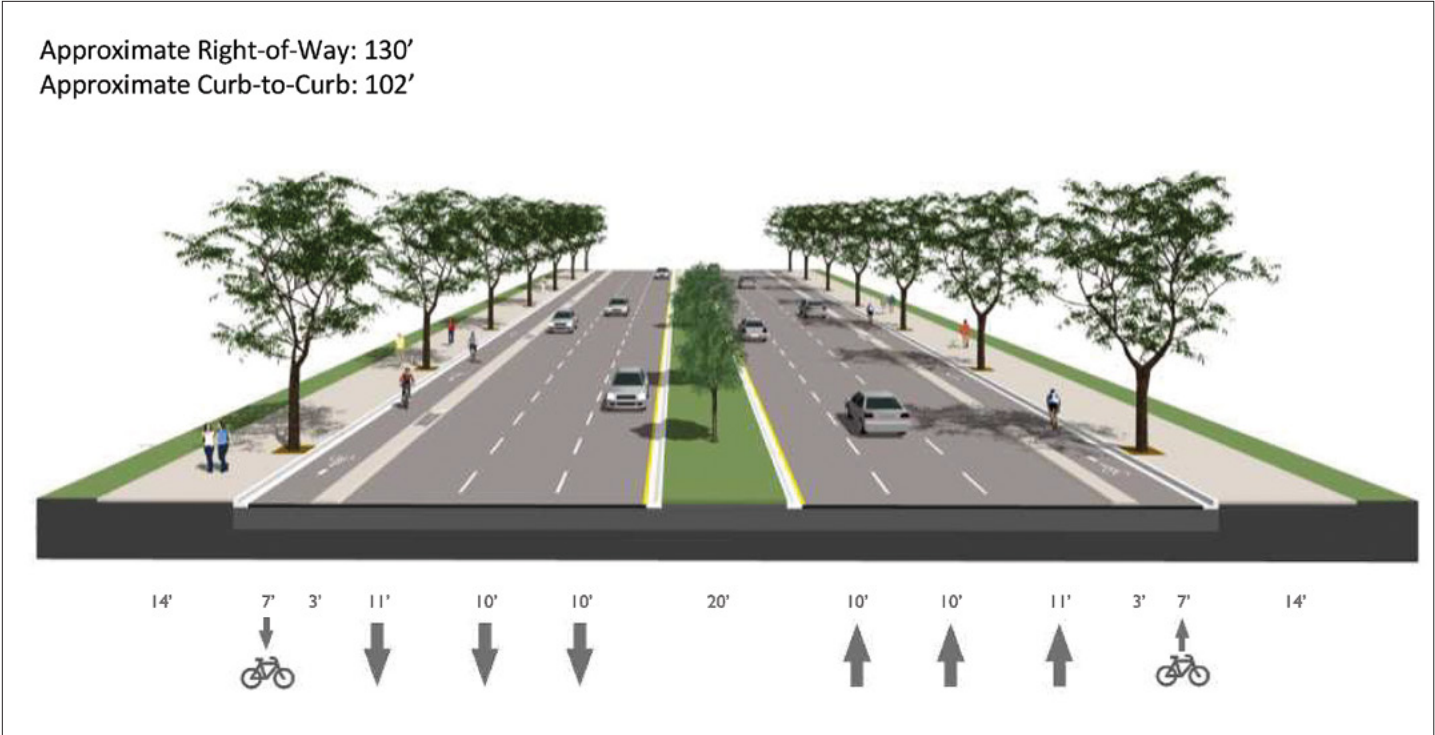 Approximate Right-of-Way: 130’
Approximate Curb-to-Curb: 102’
14’ 7’ 3’ 11’ 10’ 10’ 20’ 10’ 10’ 11’ 3’ 7’ 14’